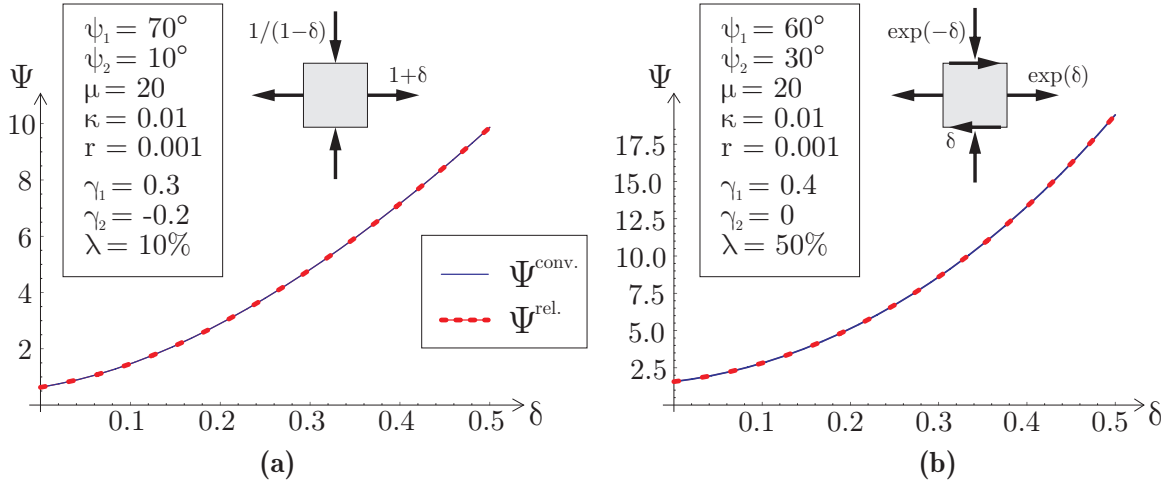 ψ₁ = 70°
ψ₂ = 10°
μ = 20
κ = 0.01
r = 0.001
γ₁ = 0.3
γ₂ = -0.2
λ = 10%
1/(1−δ)
1+δ
Ψ
10
8
6
4
2
0.1 0.2 0.3 0.4 0.5 δ
Ψ^conv.
Ψ^rel.
(a)
ψ₁ = 60°
ψ₂ = 30°
μ = 20
κ = 0.01
r = 0.001
γ₁ = 0.4
γ₂ = 0
λ = 50%
exp(−δ)
exp(δ)
δ
Ψ
17.5
15.0
12.5
10.0
7.5
5.0
2.5
0.1 0.2 0.3 0.4 0.5 δ
(b)